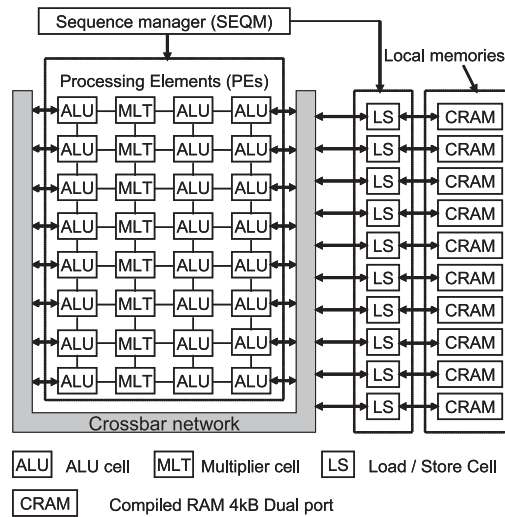 Sequence manager (SEQM)
Local memories
Processing Elements (PEs)
ALU MLT ALU ALU LS CRAM
ALU MLT ALU ALU LS CRAM
ALU MLT ALU ALU LS CRAM
ALU MLT ALU ALU LS CRAM
ALU MLT ALU ALU LS CRAM
ALU MLT ALU ALU LS CRAM
ALU MLT ALU ALU LS CRAM
ALU MLT ALU ALU LS CRAM
LS CRAM
LS CRAM
Crossbar network
ALU ALU cell MLT Multiplier cell LS Load / Store Cell
CRAM Compiled RAM 4kB Dual port